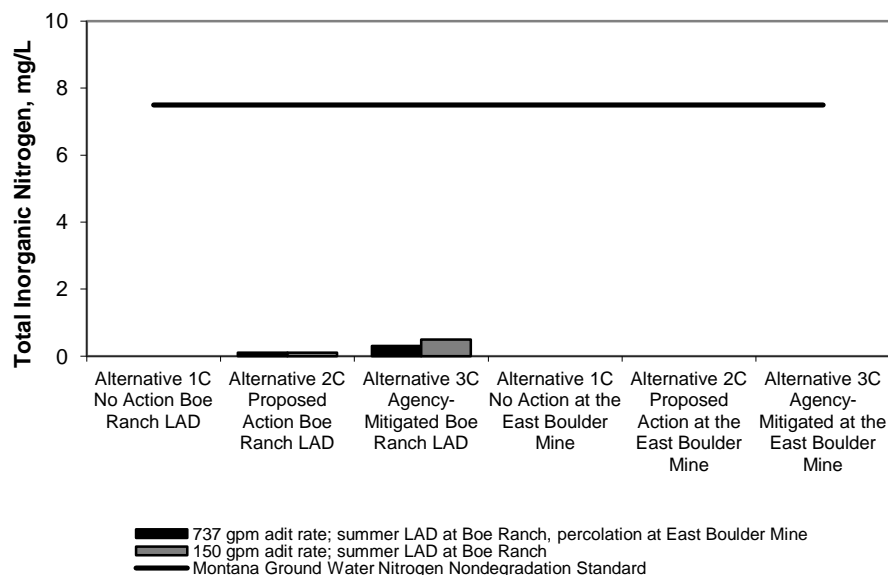 Total Inorganic Nitrogen, mg/L
10
8
6
4
2
0
Alternative 1C
No Action Boe
Ranch LAD
Alternative 2C
Proposed
Action Boe
Ranch LAD
Alternative 3C
Agency-
Mitigated Boe
Ranch LAD
Alternative 1C
No Action at the
East Boulder
Mine
Alternative 2C
Proposed
Action at the
East Boulder
Mine
Alternative 3C
Agency-
Mitigated at the
East Boulder
Mine
737 gpm adit rate; summer LAD at Boe Ranch, percolation at East Boulder Mine
150 gpm adit rate; summer LAD at Boe Ranch
Montana Ground Water Nitrogen Nondegradation Standard